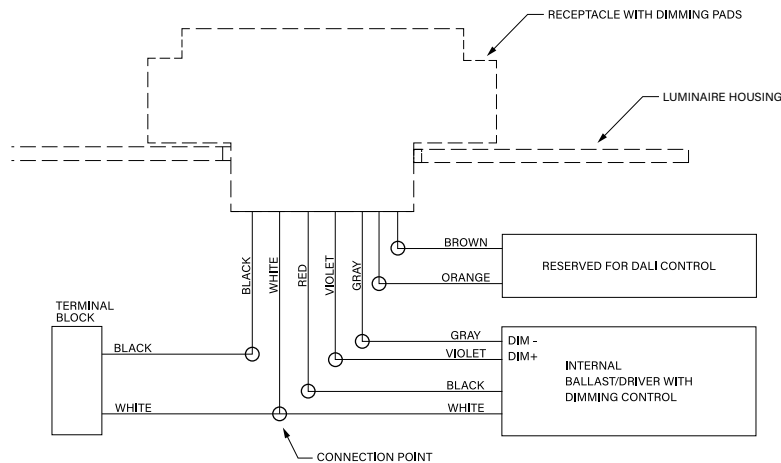 RECEPTACLE WITH DIMMING PADS
LUMINAIRE HOUSING
BLACK
WHITE
RED
VIOLET
GRAY
BROWN
ORANGE
RESERVED FOR DALI CONTROL
TERMINAL
BLOCK
BLACK
WHITE
GRAY
VIOLET
BLACK
WHITE
DIM -
DIM+
INTERNAL
BALLAST/DRIVER WITH
DIMMING CONTROL
CONNECTION POINT